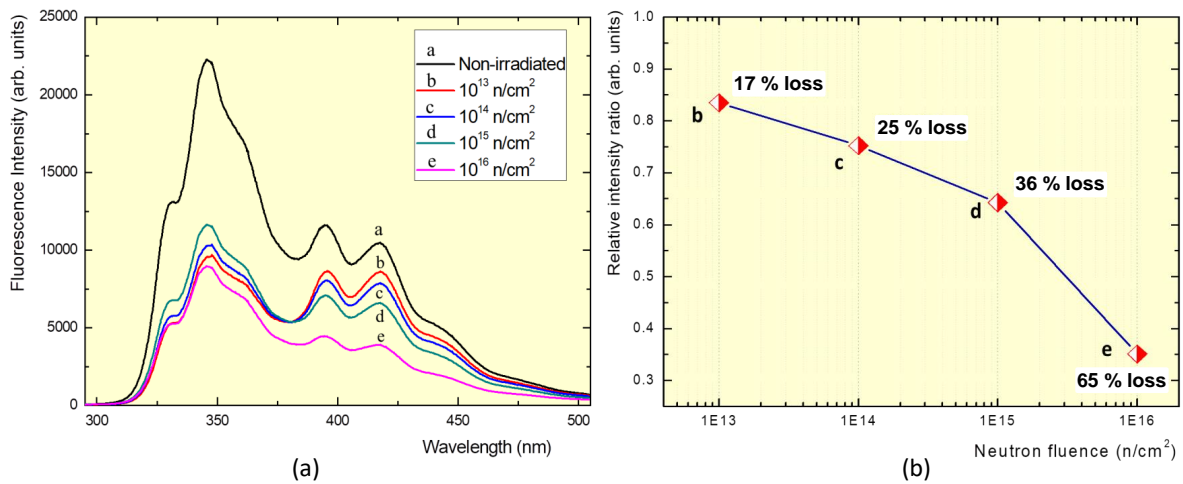 25000
20000
15000
10000
5000
0
300
350
400
450
500
Fluorescence Intensity (arb. units)
Wavelength (nm)
a
Non-irradiated
b
10¹³ n/cm²
c
10¹⁴ n/cm²
d
10¹⁵ n/cm²
e
10¹⁶ n/cm²
a
b
c
d
e
(a)
1.0
0.9
0.8
0.7
0.6
0.5
0.4
0.3
Relative intensity ratio (arb. units)
17 % loss
b
25 % loss
c
36 % loss
d
e
65 % loss
1E13
1E14
1E15
1E16
Neutron fluence (n/cm²)
(b)